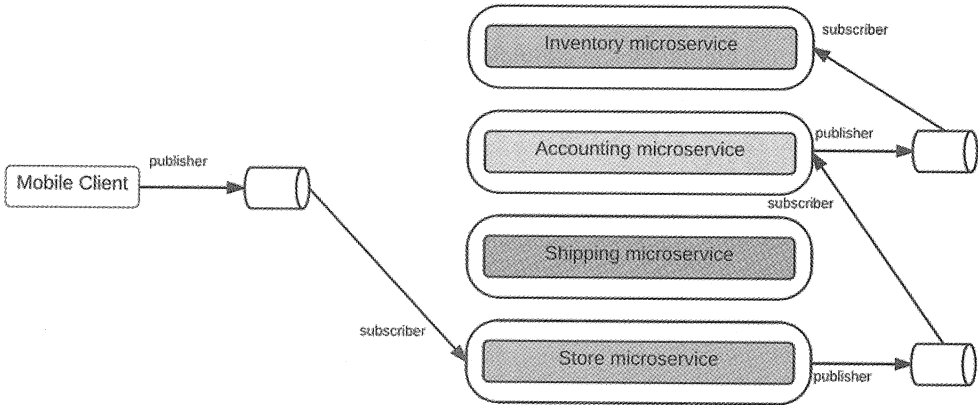 Inventory microservice
subscriber
Accounting microservice
publisher
publisher
Mobile Client
subscriber
Shipping microservice
subscriber
Store microservice
publisher